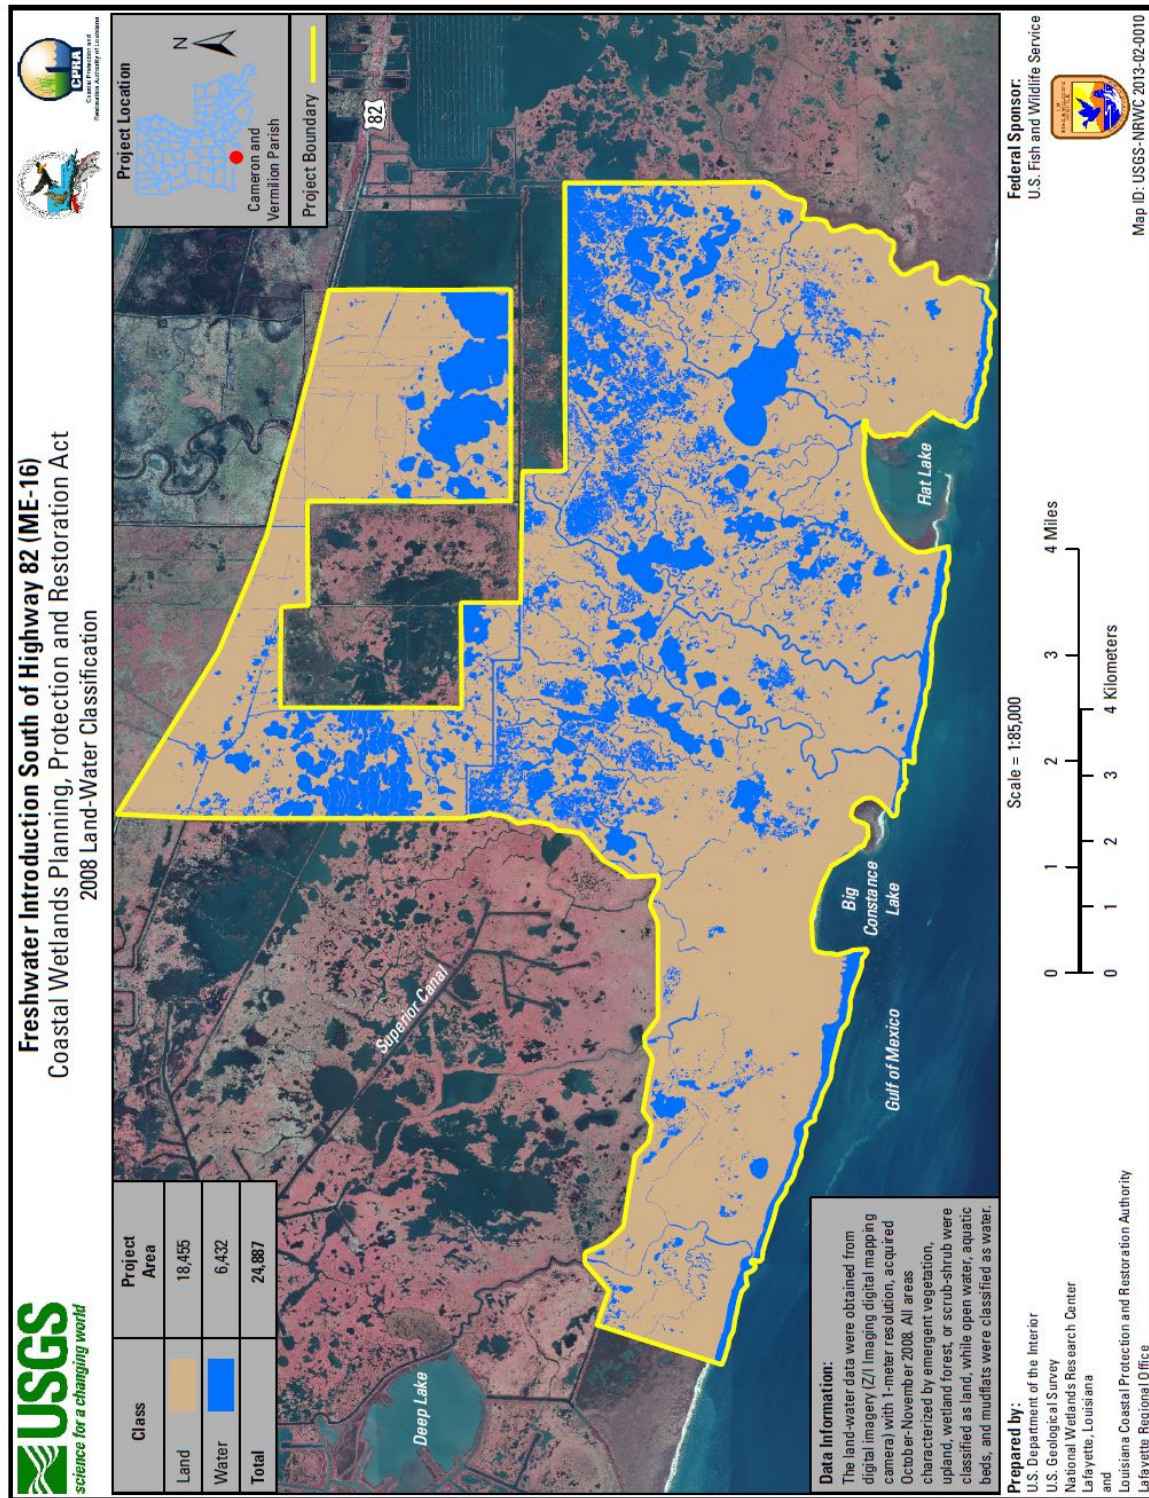 USGS
science for a changing world
Freshwater Introduction South of Highway 82 (ME-16)
Coastal Wetlands Planning, Protection and Restoration Act
2008 Land-Water Classification
CPRA
Coastal Protection and
Restoration Authority of Louisiana
Class
Project
Area
Land
18,455
Water
6,432
Total
24,887
Project Location
N
Cameron and
Vermilion Parish
Project Boundary
82
Superior Canal
Deep Lake
Big
Constance
Lake
Flat Lake
Gulf of Mexico
Data Information:
The land-water data were obtained from
digital imagery (Z/I Imaging digital mapping
camera) with 1-meter resolution, acquired
October-November 2008. All areas
characterized by emergent vegetation,
upland, wetland forest, or scrub-shrub were
classified as land, while open water, aquatic
beds, and mudflats were classified as water.
Prepared by:
U.S. Department of the Interior
U.S. Geological Survey
National Wetlands Research Center
Lafayette, Louisiana
and
Louisiana Coastal Protection and Restoration Authority
Lafayette Regional Office
Scale = 1:85,000
0 1 2 3 4 Miles
0 1 2 3 4 Kilometers
Federal Sponsor:
U.S. Fish and Wildlife Service
Map ID: USGS-NRWC 2013-02-0010